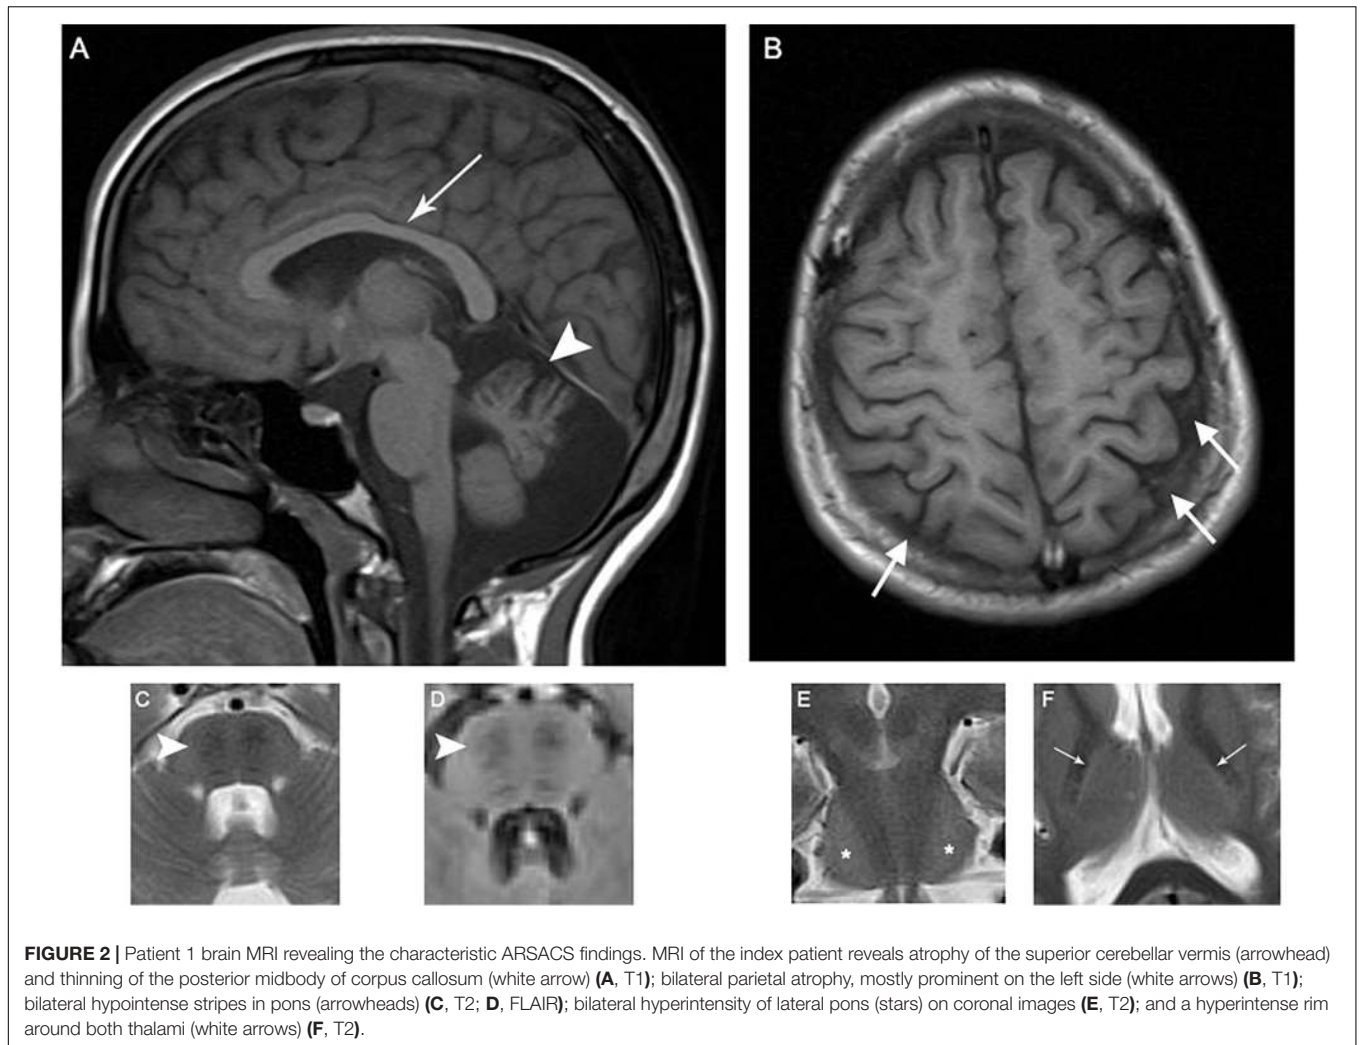 A
B
C
D
E
F
*
*
FIGURE 2 | Patient 1 brain MRI revealing the characteristic ARSACS findings. MRI of the index patient reveals atrophy of the superior cerebellar vermis (arrowhead)
and thinning of the posterior midbody of corpus callosum (white arrow) (A, T1); bilateral parietal atrophy, mostly prominent on the left side (white arrows) (B, T1);
bilateral hypointense stripes in pons (arrowheads) (C, T2; D, FLAIR); bilateral hyperintensity of lateral pons (stars) on coronal images (E, T2); and a hyperintense rim
around both thalami (white arrows) (F, T2).